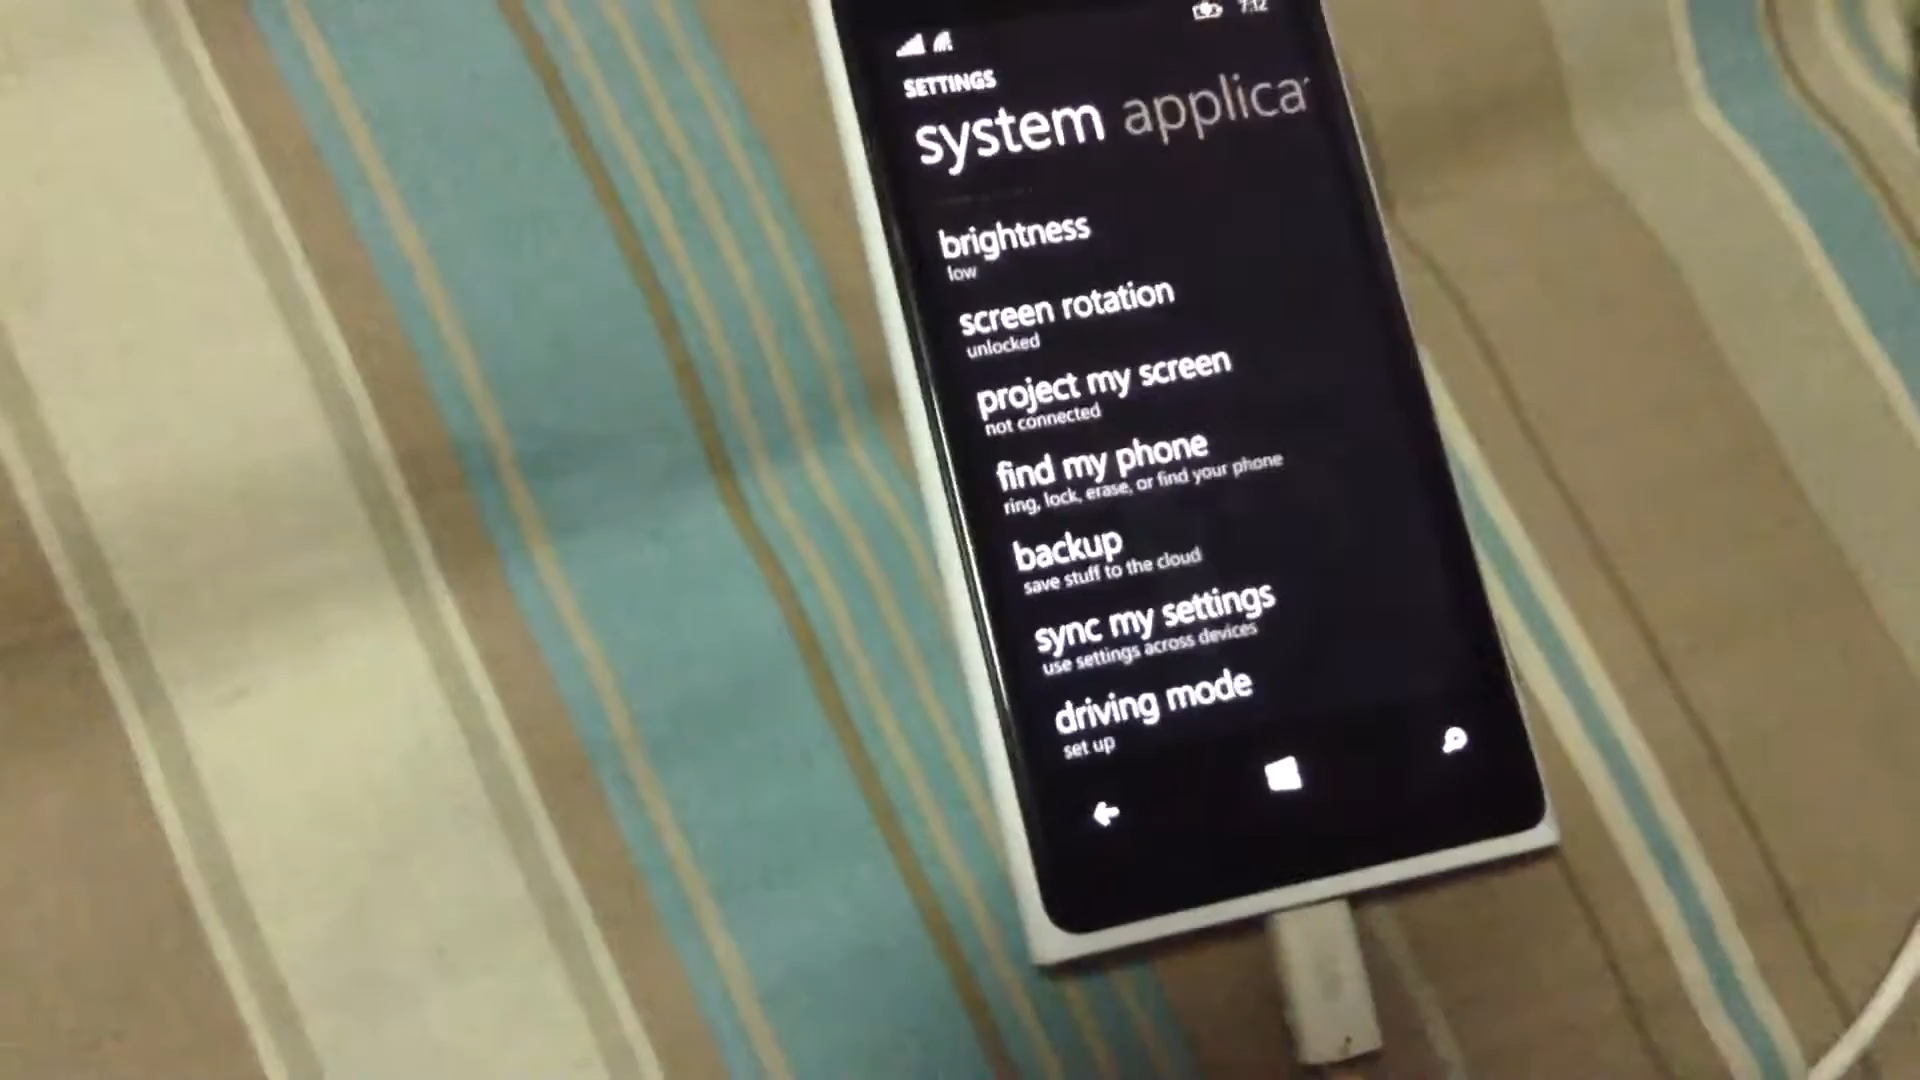 7:12
SETTINGS
system applica
brightness
low
screen rotation
unlocked
project my screen
not connected
find my phone
ring, lock, erase, or find your phone
backup
save stuff to the cloud
sync my settings
use settings across devices
driving mode
set up